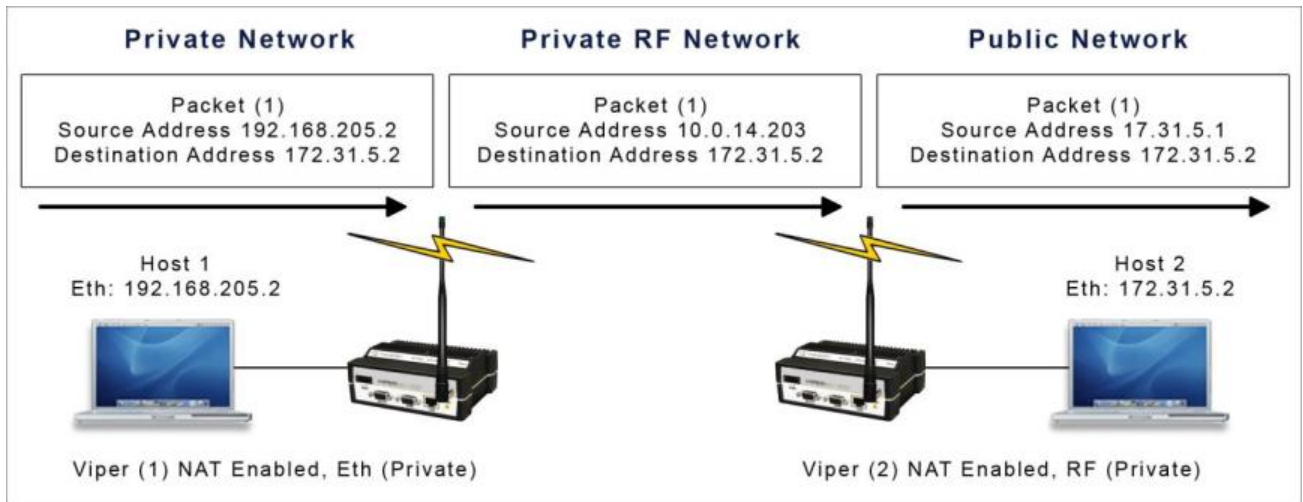 Private Network
Private RF Network
Public Network
Packet (1)
Source Address 192.168.205.2
Destination Address 172.31.5.2
Packet (1)
Source Address 10.0.14.203
Destination Address 172.31.5.2
Packet (1)
Source Address 17.31.5.1
Destination Address 172.31.5.2
Host 1
Eth: 192.168.205.2
Host 2
Eth: 172.31.5.2
Viper (1) NAT Enabled, Eth (Private)
Viper (2) NAT Enabled, RF (Private)